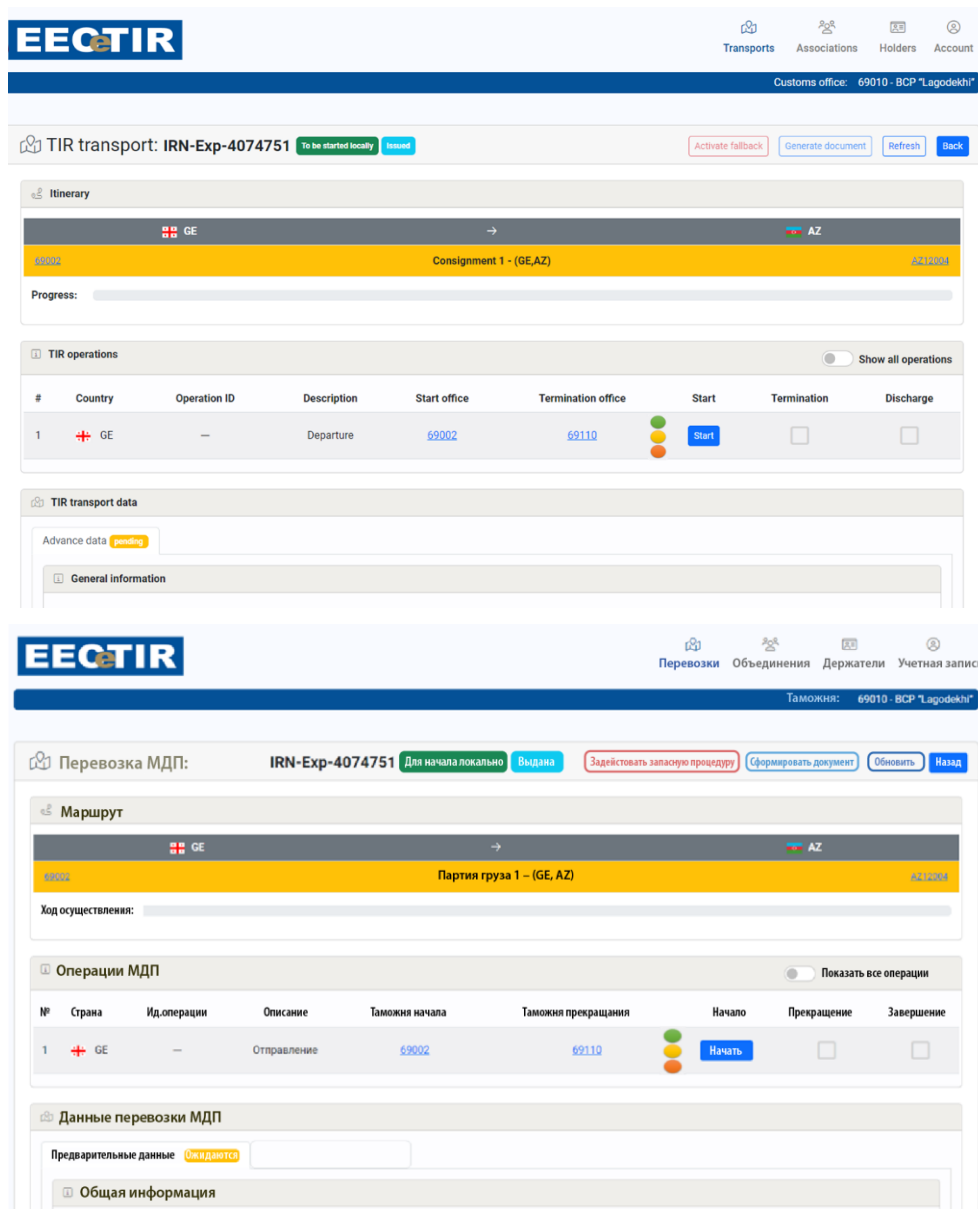 EECeTIR
Transports Associations Holders Account
Customs office: 69010 - BCP "Lagodekhi"
TIR transport: IRN-Exp-4074751 To be started locally Issued Activate fallback Generate document Refresh Back
Itinerary
GE → AZ
69002 Consignment 1 - (GE,AZ) AZ12004
Progress:
TIR operations Show all operations
# Country Operation ID Description Start office Termination office Start Termination Discharge
1 GE — Departure 69002 69110 Start
TIR transport data
Advance data pending
General information
EECeTIR
Перевозки Объединения Держатели Учетная запис
Таможня: 69010 - BCP "Lagodekhi"
Перевозка МДП: IRN-Exp-4074751 Для начала локально Выдана Задейстовать запасную процедуру Сформировать документ Обновить Назад
Маршрут
GE → AZ
69002 Партия груза 1 – (GE, AZ) AZ12004
Ход осуществления:
Операции МДП Показать все операции
№ Страна Ид.операции Описание Таможня начала Таможня прекращания Начало Прекращение Завершение
1 GE — Отправление 69002 69110 Начать
Данные перевозки МДП
Предварительные данные Ожидаются
Общая информация